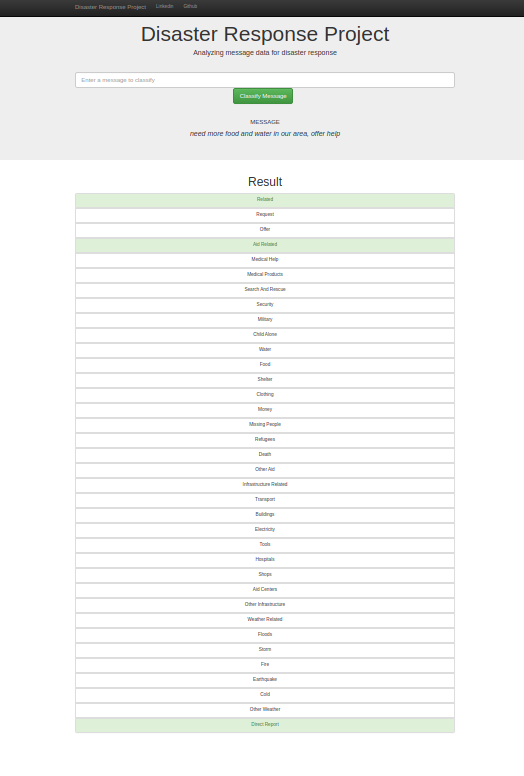 Disaster Response Project Linkedin Github
Disaster Response Project
Analyzing message data for disaster response
Enter a message to classify
Classify Message
MESSAGE
need more food and water in our area, offer help
Result
Related
Request
Offer
Aid Related
Medical Help
Medical Products
Search And Rescue
Security
Military
Child Alone
Water
Food
Shelter
Clothing
Money
Missing People
Refugees
Death
Other Aid
Infrastructure Related
Transport
Buildings
Electricity
Tools
Hospitals
Shops
Aid Centers
Other Infrastructure
Weather Related
Floods
Storm
Fire
Earthquake
Cold
Other Weather
Direct Report